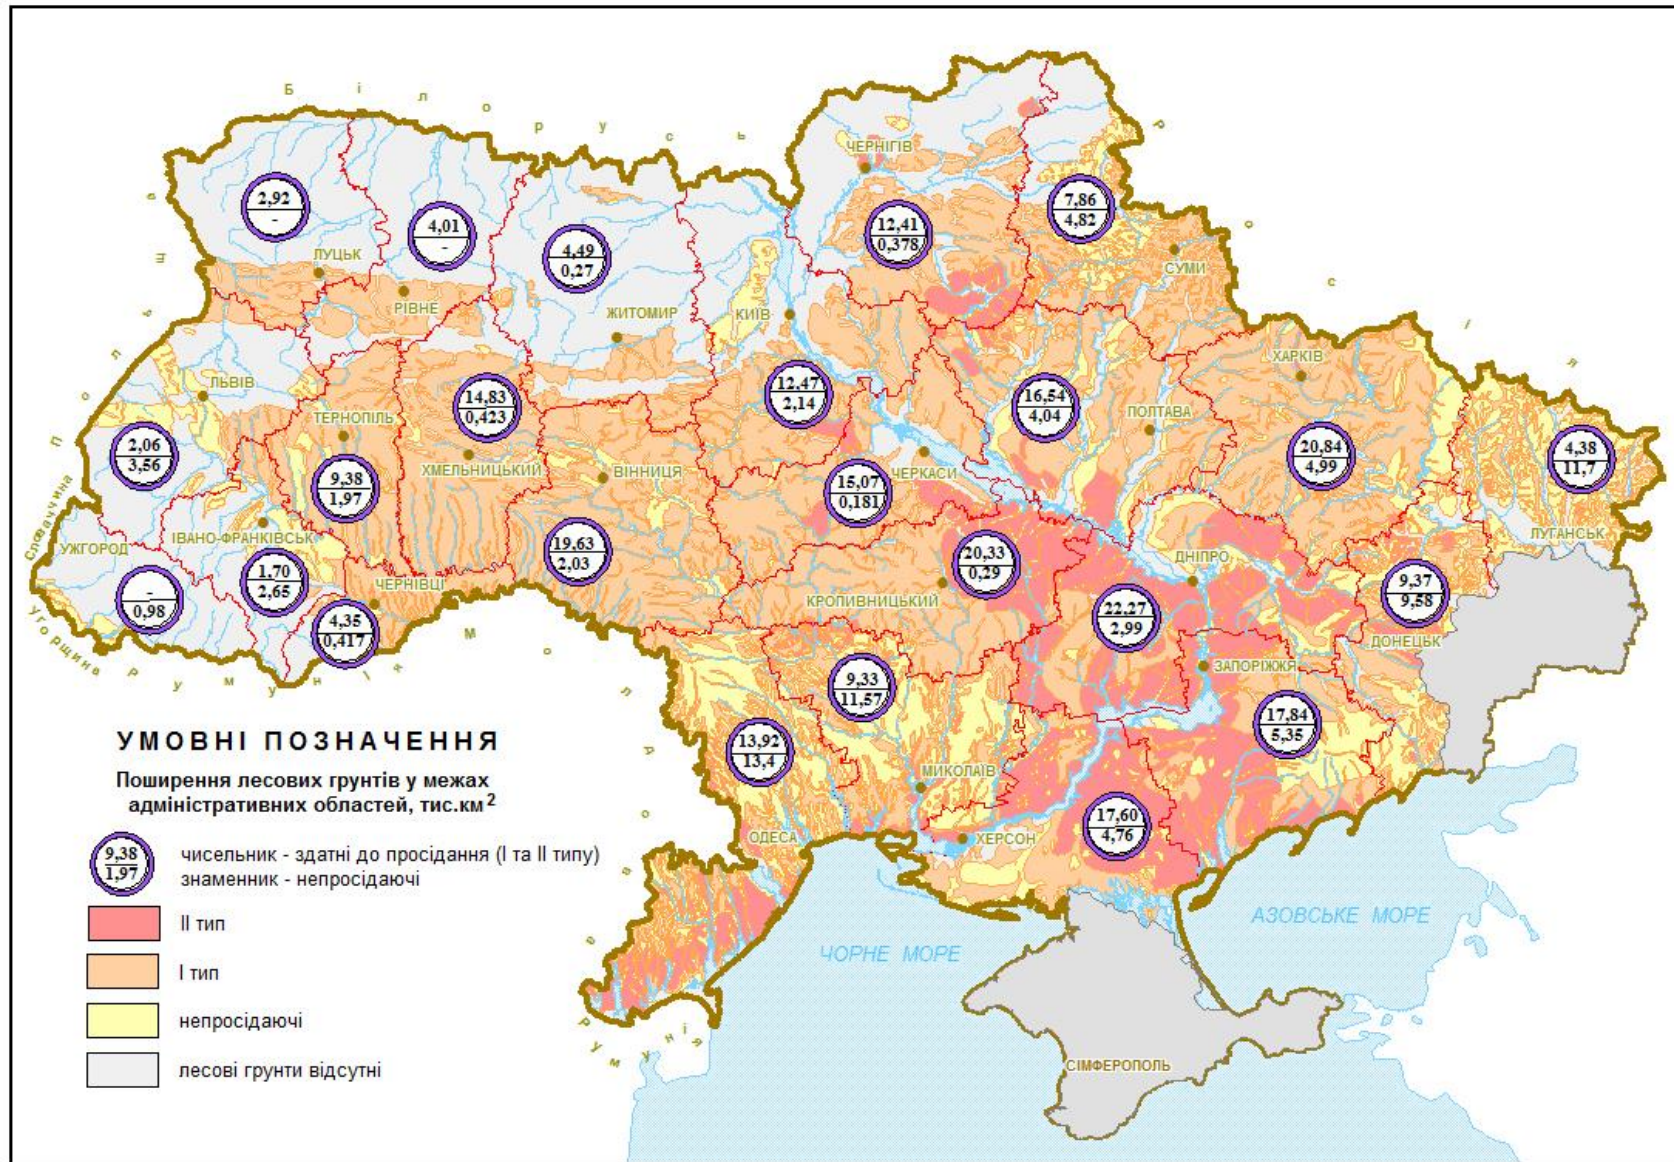 Білорусь
Росія
Польща
Словаччина
Угорщина
Румунія
Молдова
Румунія
ЧЕРНІГІВ
2,92
-
4,01
-
4,49
0,27
12,41
0,378
7,86
4,82
СУМИ
ЛУЦЬК
РІВНЕ
ЖИТОМИР
КИЇВ
ХАРКІВ
ЛЬВІВ
ТЕРНОПІЛЬ
14,83
0,423
12,47
2,14
16,54
4,04
ПОЛТАВА
2,06
3,56
9,38
1,97
ХМЕЛЬНИЦЬКИЙ
ВІННИЦЯ
ЧЕРКАСИ
15,07
0,181
20,84
4,99
4,38
11,7
ЛУГАНСЬК
УЖГОРОД
ІВАНО-ФРАНКІВСЬК
19,63
2,03
20,33
0,29
ДНІПРО
-
0,98
1,70
2,65
ЧЕРНІВЦІ
4,35
0,417
КРОПИВНИЦЬКИЙ
22,27
2,99
9,37
9,58
ДОНЕЦЬК
ЗАПОРІЖЖЯ
9,33
11,57
17,84
5,35
13,92
13,4
МИКОЛАЇВ
17,60
4,76
ОДЕСА
ХЕРСОН
АЗОВСЬКЕ МОРЕ
ЧОРНЕ МОРЕ
СІМФЕРОПОЛЬ
УМОВНІ ПОЗНАЧЕННЯ
Поширення лесових грунтів у межах
адміністративних областей, тис.км2
9,38
1,97
чисельник - здатні до просідання (I та II типу)
знаменник - непросідаючі
II тип
I тип
непросідаючі
лесові грунти відсутні